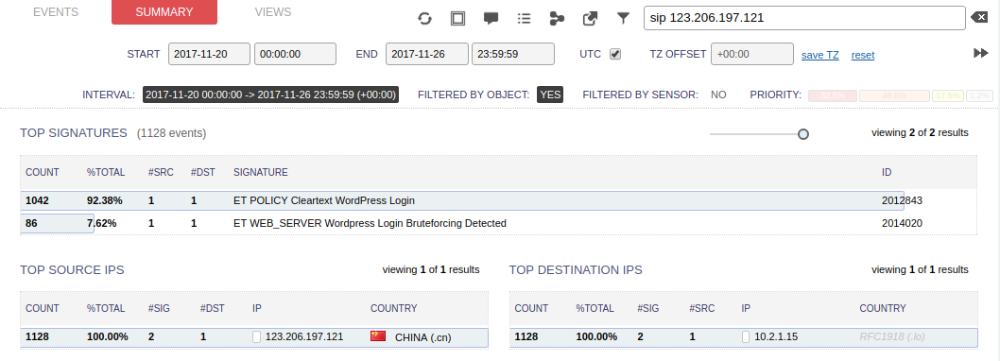 EVENTS SUMMARY VIEWS sip 123.206.197.121
START 2017-11-20 00:00:00 END 2017-11-26 23:59:59 UTC TZ OFFSET +00:00 save TZ reset
INTERVAL: 2017-11-20 00:00:00 -> 2017-11-26 23:59:59 (+00:00) FILTERED BY OBJECT: YES FILTERED BY SENSOR: NO PRIORITY: 17.5% 1.2%
TOP SIGNATURES (1128 events) viewing 2 of 2 results
COUNT %TOTAL #SRC #DST SIGNATURE ID
1042 92.38% 1 1 ET POLICY Cleartext WordPress Login 2012843
86 7.62% 1 1 ET WEB_SERVER Wordpress Login Bruteforcing Detected 2014020
TOP SOURCE IPS viewing 1 of 1 results TOP DESTINATION IPS viewing 1 of 1 results
COUNT %TOTAL #SIG #DST IP COUNTRY COUNT %TOTAL #SIG #SRC IP COUNTRY
1128 100.00% 2 1 123.206.197.121 CHINA (.cn) 1128 100.00% 2 1 10.2.1.15 RFC1918 (.lo)